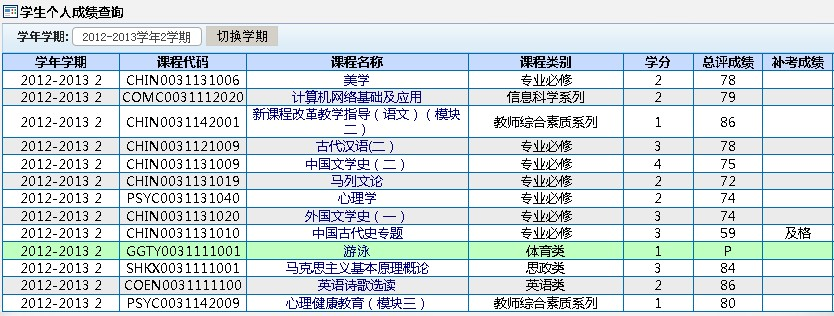 学生个人成绩查询
学年学期: 2012-2013学年2学期 切换学期
学年学期 课程代码 课程名称 课程类别 学分 总评成绩 补考成绩
2012-2013 2 CHIN0031131006 美学 专业必修 2 78
2012-2013 2 COMC0031112020 计算机网络基础及应用 信息科学系列 2 79
2012-2013 2 CHIN0031142001 新课程改革教学指导（语文）（模块 教师综合素质系列 1 86
二）
2012-2013 2 CHIN0031121009 古代汉语(二） 专业必修 3 78
2012-2013 2 CHIN0031131009 中国文学史（二） 专业必修 4 75
2012-2013 2 CHIN0031131019 马列文论 专业必修 2 72
2012-2013 2 PSYC0031131040 心理学 专业必修 2 74
2012-2013 2 CHIN0031131020 外国文学史（一） 专业必修 3 74
2012-2013 2 CHIN0031131010 中国古代史专题 专业必修 3 59 及格
2012-2013 2 GGTY0031111001 游泳 体育类 1 P
2012-2013 2 SHKX0031111001 马克思主义基本原理概论 思政类 3 84
2012-2013 2 COEN0031111100 英语诗歌选读 英语类 2 86
2012-2013 2 PSYC0031142009 心理健康教育（模块三） 教师综合素质系列 1 80